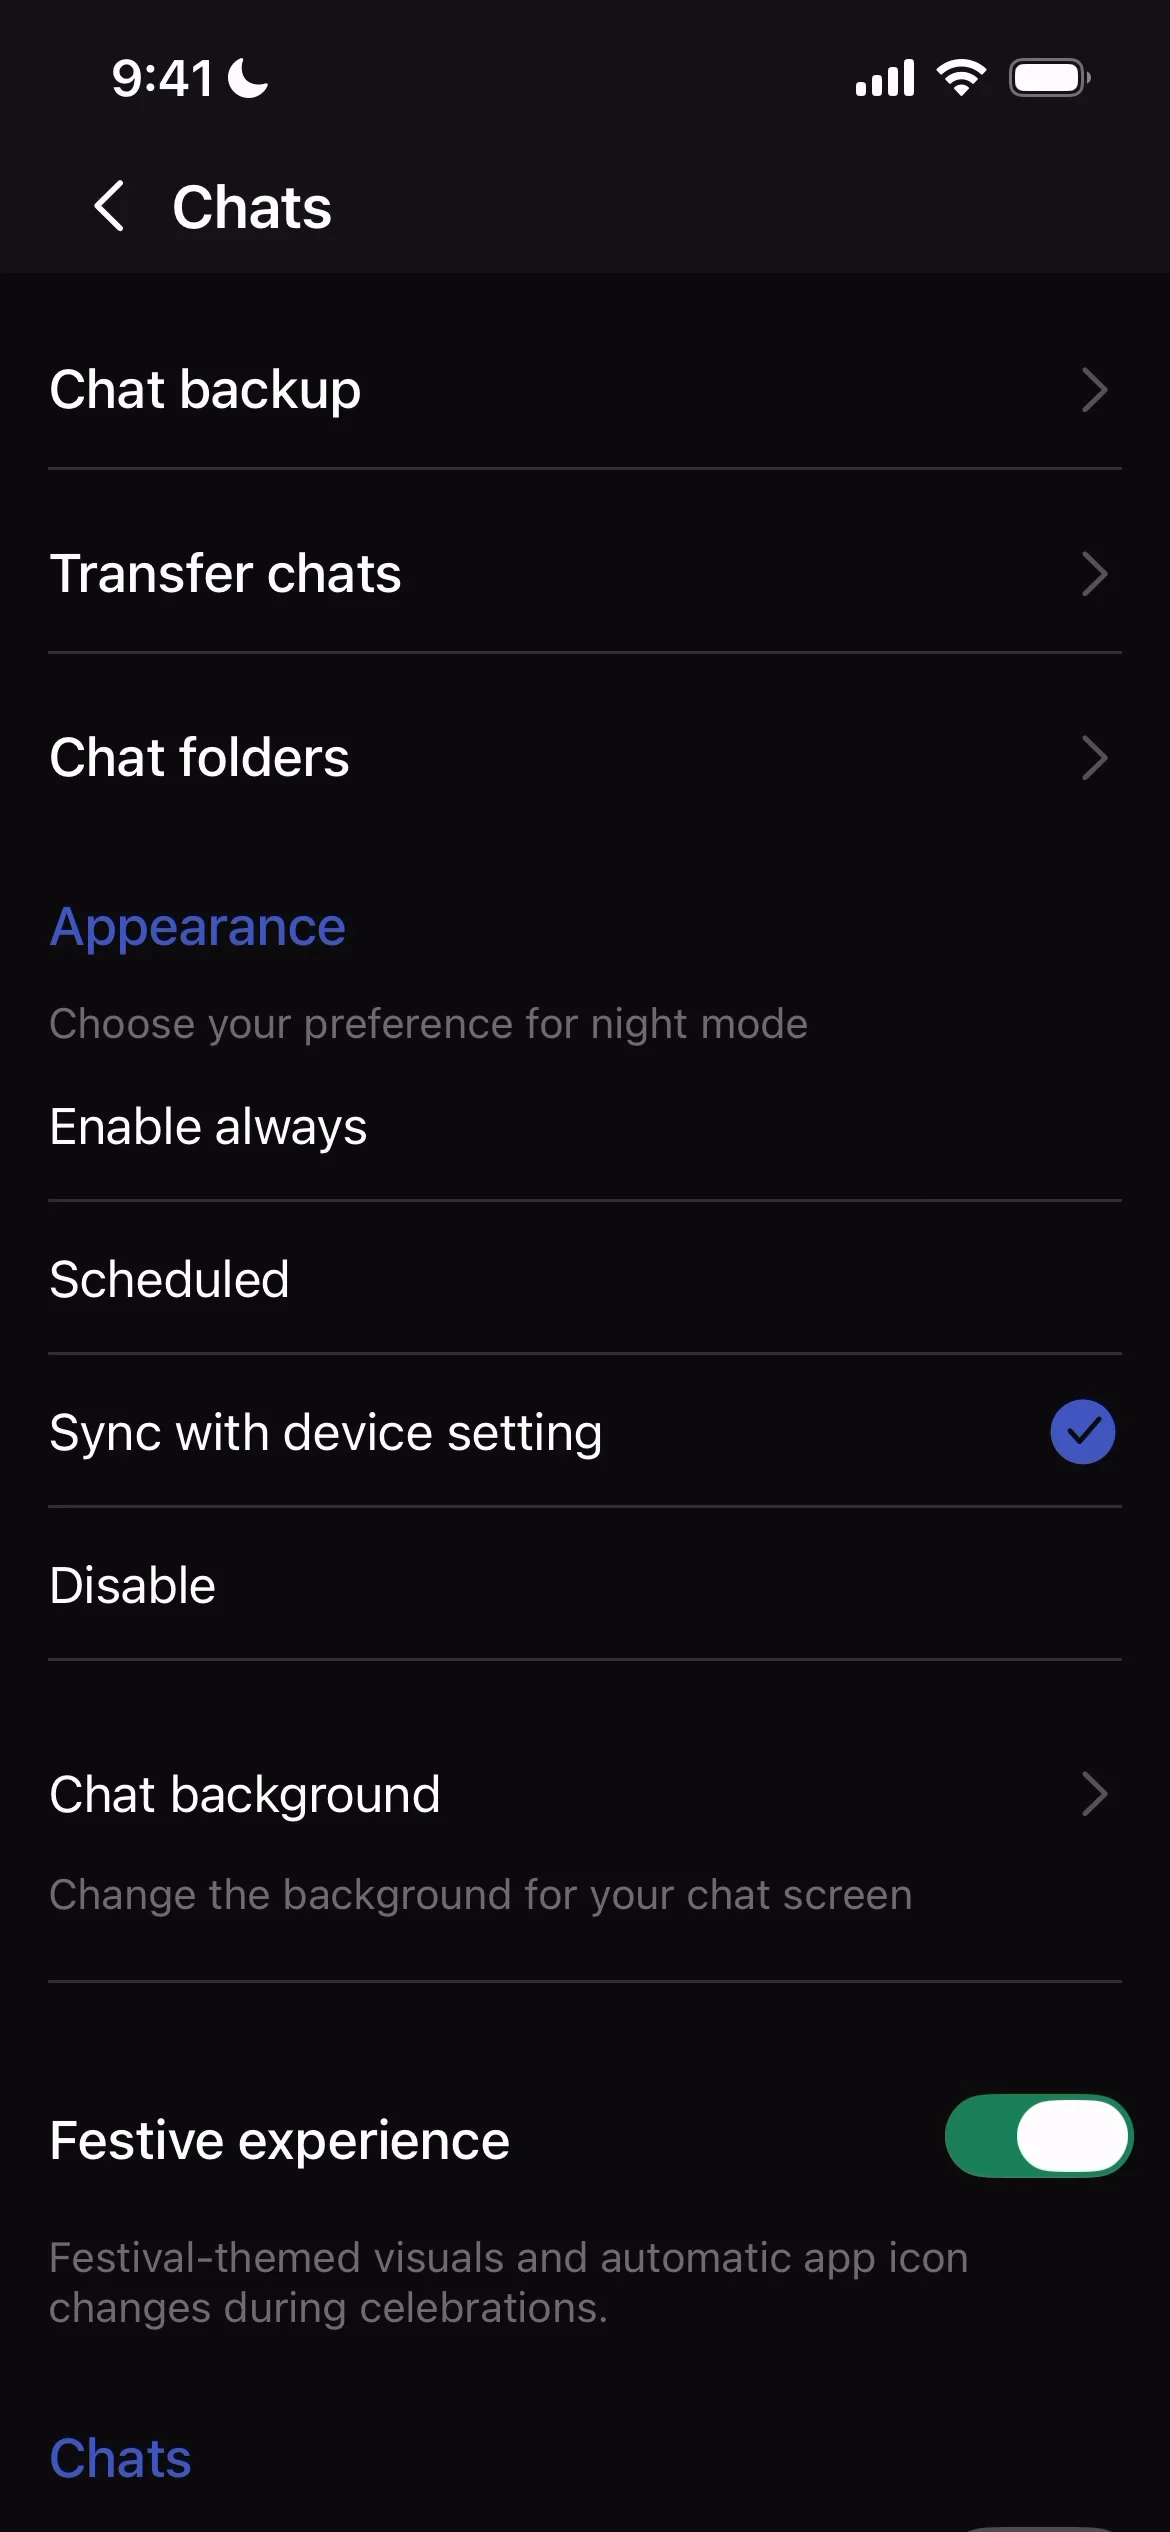 9:41
Chats
Chat backup
Transfer chats
Chat folders
Appearance
Choose your preference for night mode
Enable always
Scheduled
Sync with device setting
Disable
Chat background
Change the background for your chat screen
Festive experience
Festival-themed visuals and automatic app icon
changes during celebrations.
Chats